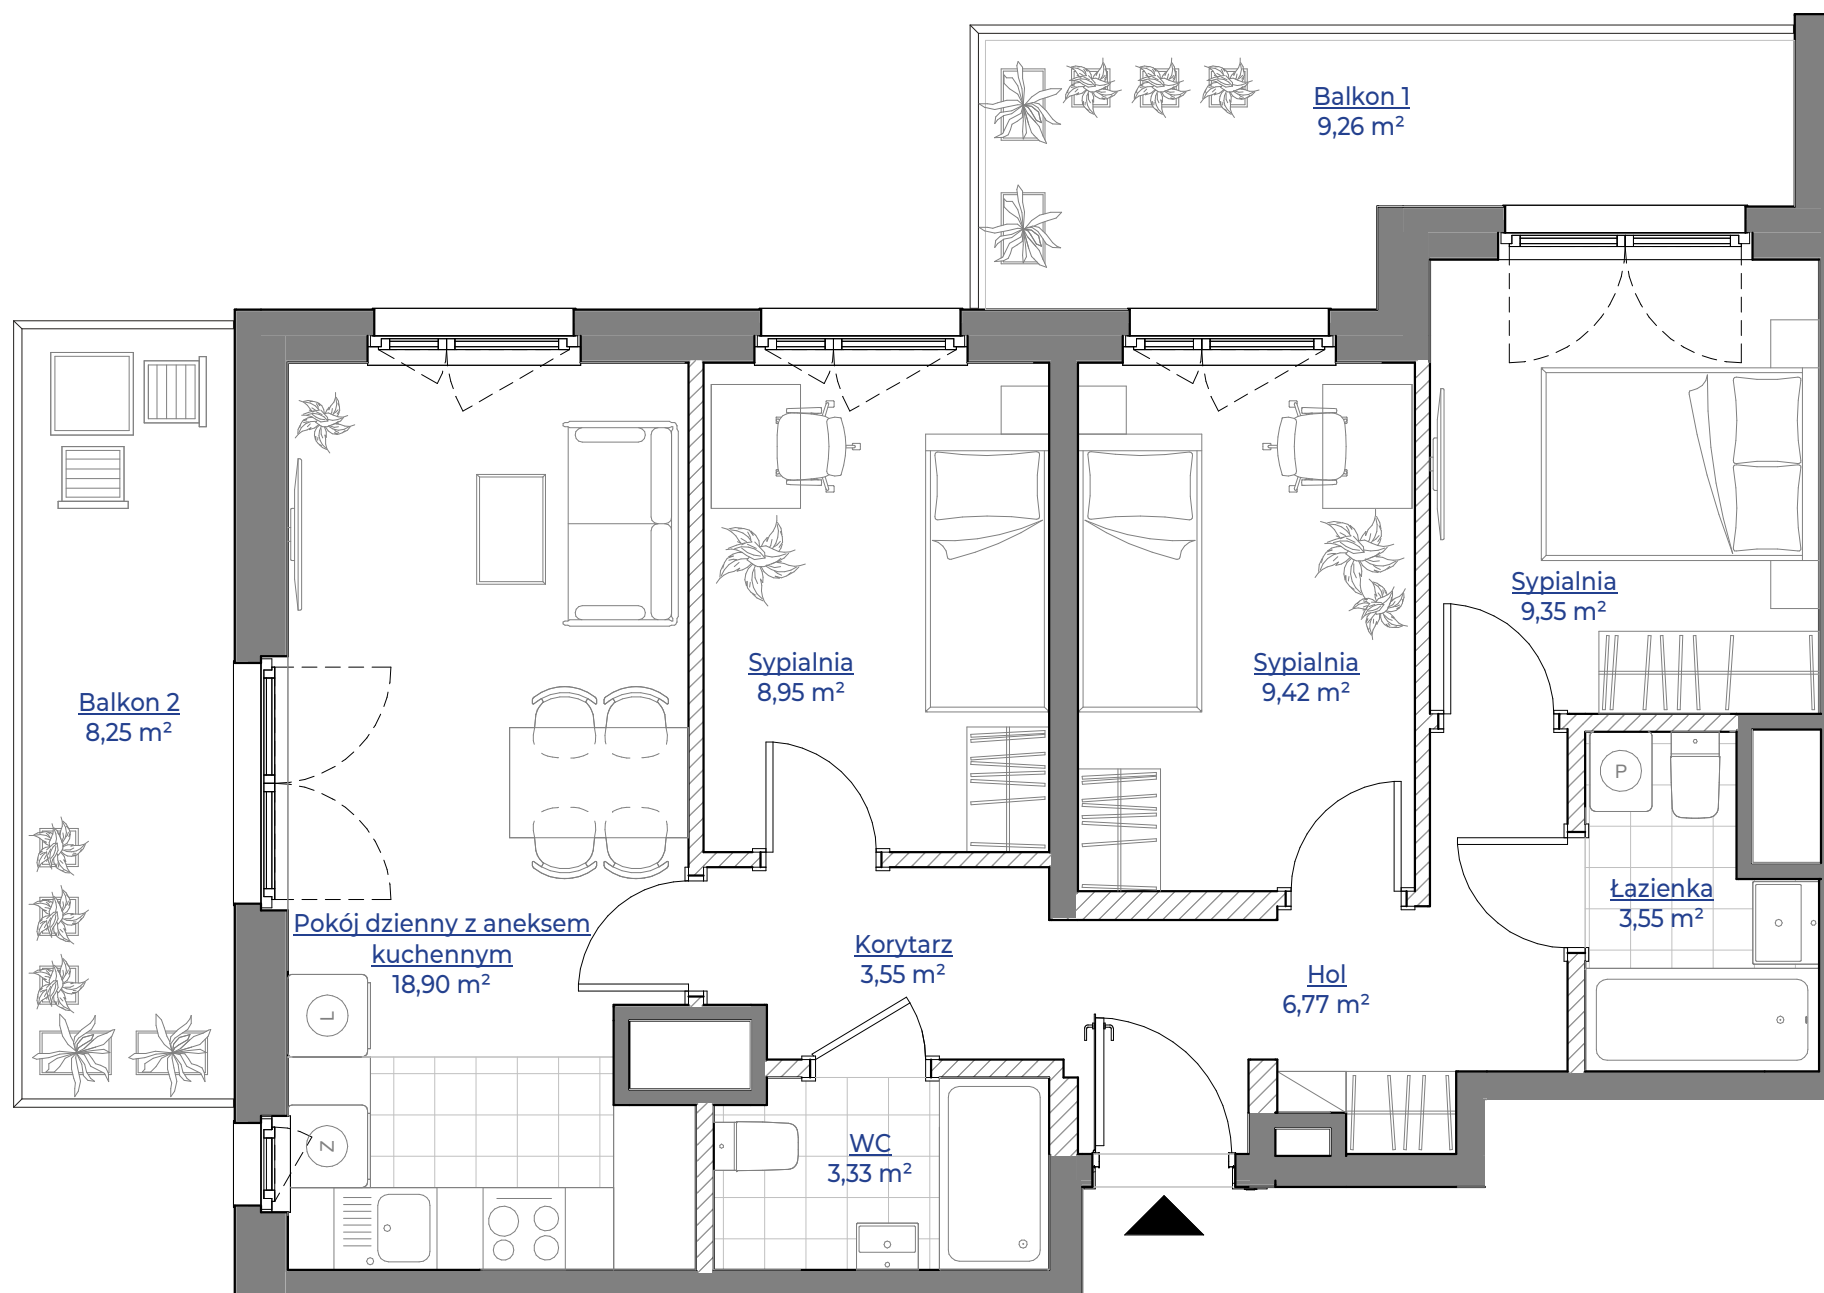 Balkon 1
9,26 m²
Sypialnia
9,35 m²
Sypialnia
8,95 m²
Sypialnia
9,42 m²
Balkon 2
8,25 m²
P
Łazienka
3,55 m²
Pokój dzienny z aneksem
kuchennym
18,90 m²
Korytarz
3,55 m²
Hol
6,77 m²
L
Z
WC
3,33 m²